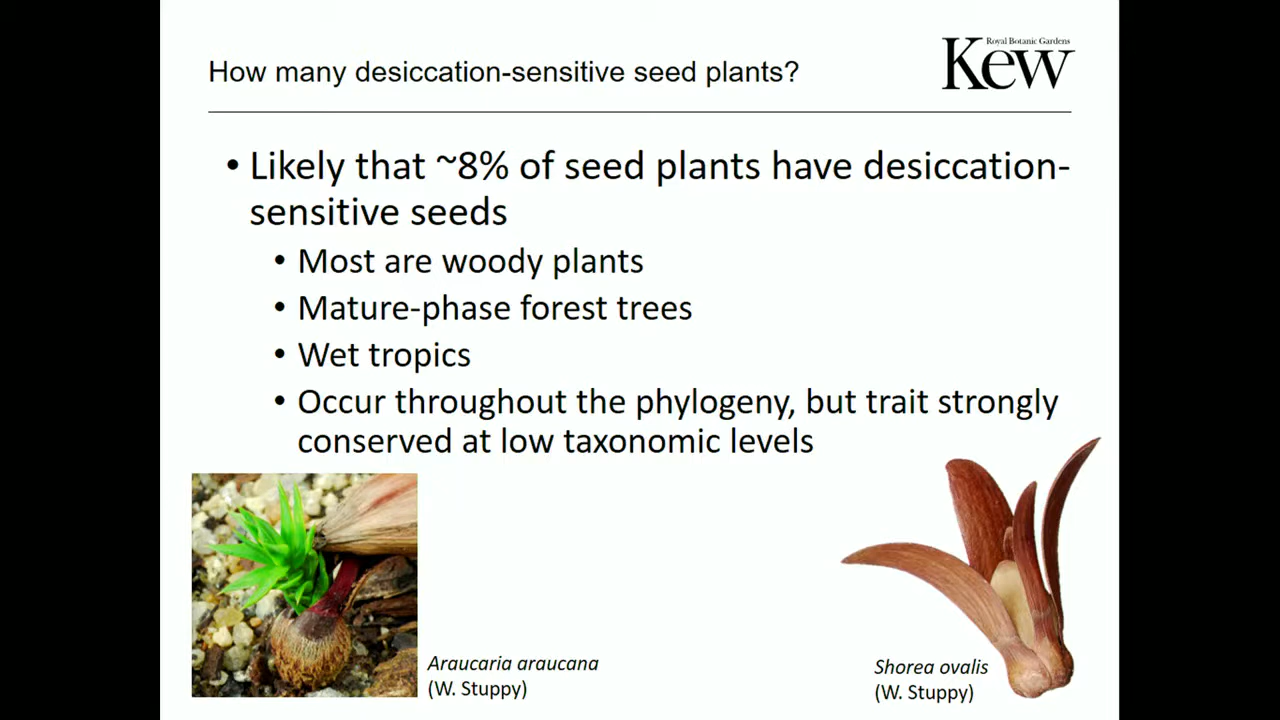 Royal Botanic Gardens
Kew
How many desiccation-sensitive seed plants?
• Likely that ~8% of seed plants have desiccation-
sensitive seeds
• Most are woody plants
• Mature-phase forest trees
• Wet tropics
• Occur throughout the phylogeny, but trait strongly
conserved at low taxonomic levels
Araucaria araucana
(W. Stuppy)
Shorea ovalis
(W. Stuppy)